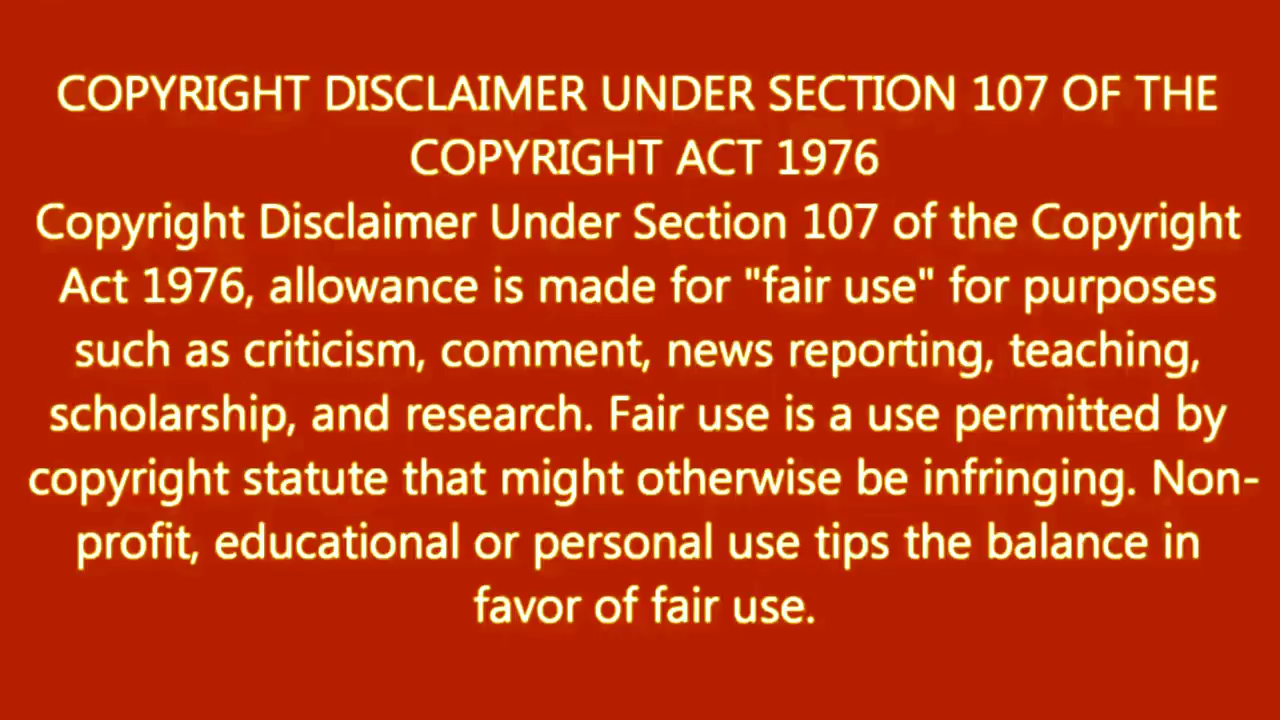 COPYRIGHT DISCLAIMER UNDER SECTION 107 OF THE
COPYRIGHT ACT 1976
Copyright Disclaimer Under Section 107 of the Copyright
Act 1976, allowance is made for "fair use" for purposes
such as criticism, comment, news reporting, teaching,
scholarship, and research. Fair use is a use permitted by
copyright statute that might otherwise be infringing. Non-
profit, educational or personal use tips the balance in
favor of fair use.